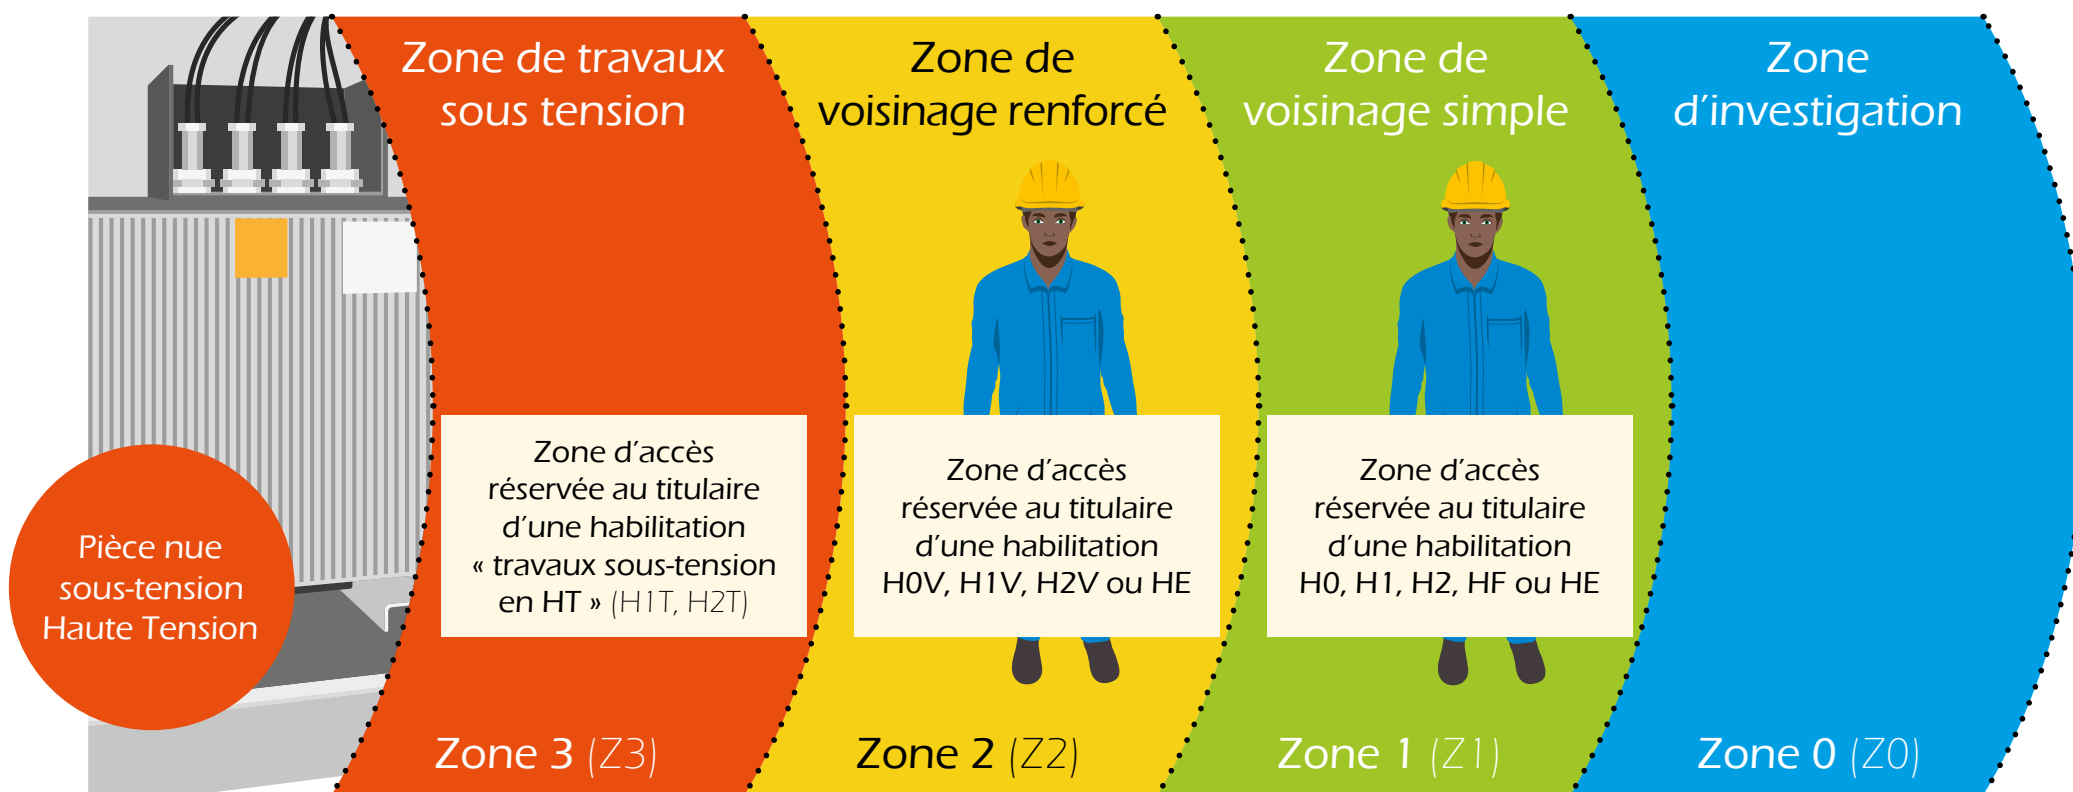 Zone de travaux
sous tension
Zone de
voisinage renforcé
Zone de
voisinage simple
Zone
d’investigation
Pièce nue
sous-tension
Haute Tension
Zone d’accès
réservée au titulaire
d’une habilitation
« travaux sous-tension
en HT » (H1T, H2T)
Zone d’accès
réservée au titulaire
d’une habilitation
H0V, H1V, H2V ou HE
Zone d’accès
réservée au titulaire
d’une habilitation
H0, H1, H2, HF ou HE
Zone 3 (Z3)
Zone 2 (Z2)
Zone 1 (Z1)
Zone 0 (Z0)